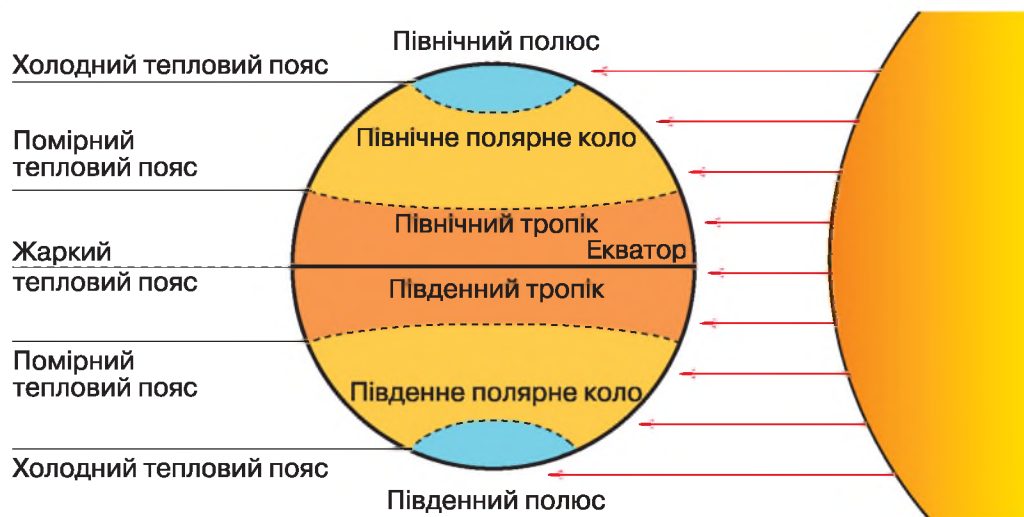 Північний полюс
Холодний тепловий пояс
Помірний
тепловий пояс
Північне полярне коло
Північний тропік
Жаркий
тепловий пояс
Екватор
Південний тропік
Помірний
тепловий пояс
Південне полярне коло
Холодний тепловий пояс
Південний полюс